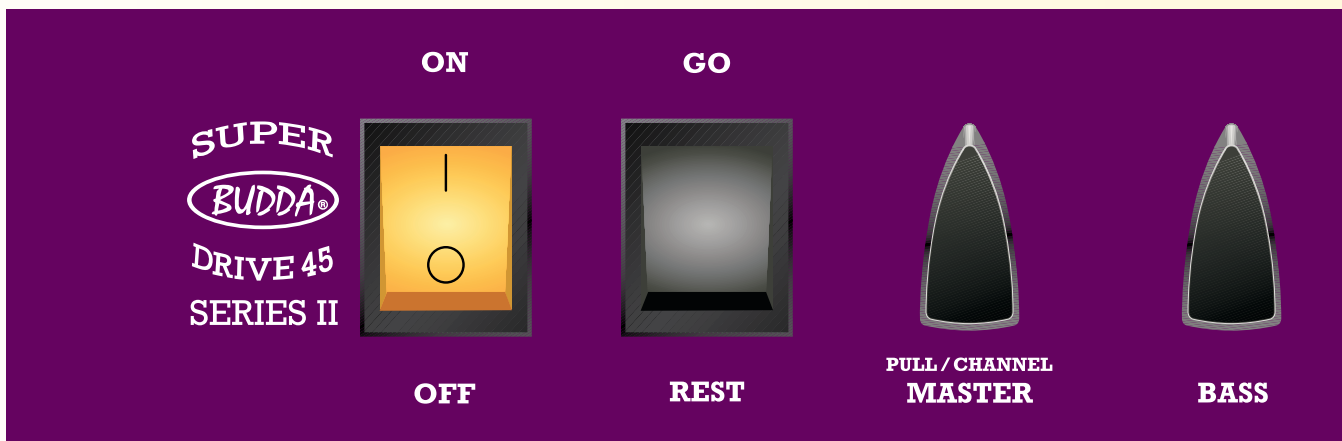 SUPER
BUDDA®
DRIVE 45
SERIES II
ON
OFF
GO
REST
PULL / CHANNEL
MASTER
BASS